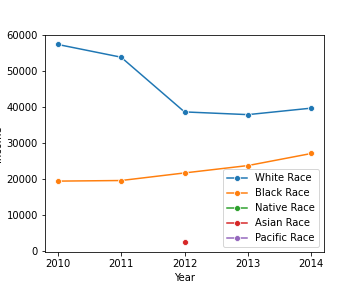 60000
50000
40000
30000
20000
10000
0
White Race
Black Race
Native Race
Asian Race
Pacific Race
2010 2011 2012 2013 2014
Year